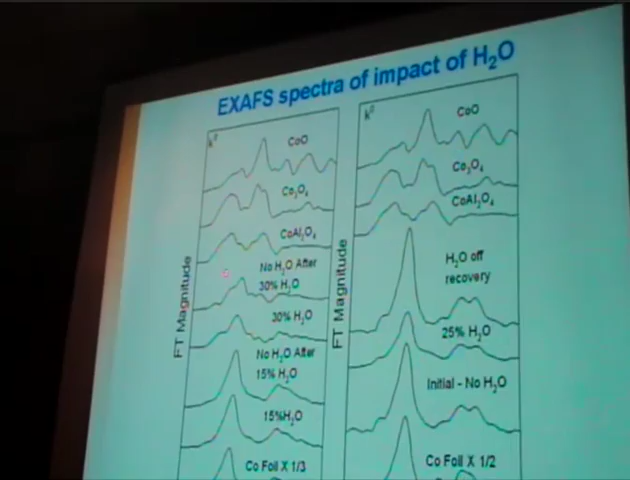 EXAFS spectra of impact of H₂O
FT Magnitude
k²
CoO
Co₃O₄
CoAl₂O₄
No H₂O After
30% H₂O
30% H₂O
No H₂O After
15% H₂O
15%H₂O
Co Foil X 1/3
FT Magnitude
k²
CoO
Co₃O₄
CoAl₂O₄
H₂O off
recovery
25% H₂O
Initial - No H₂O
Co Foil X 1/2